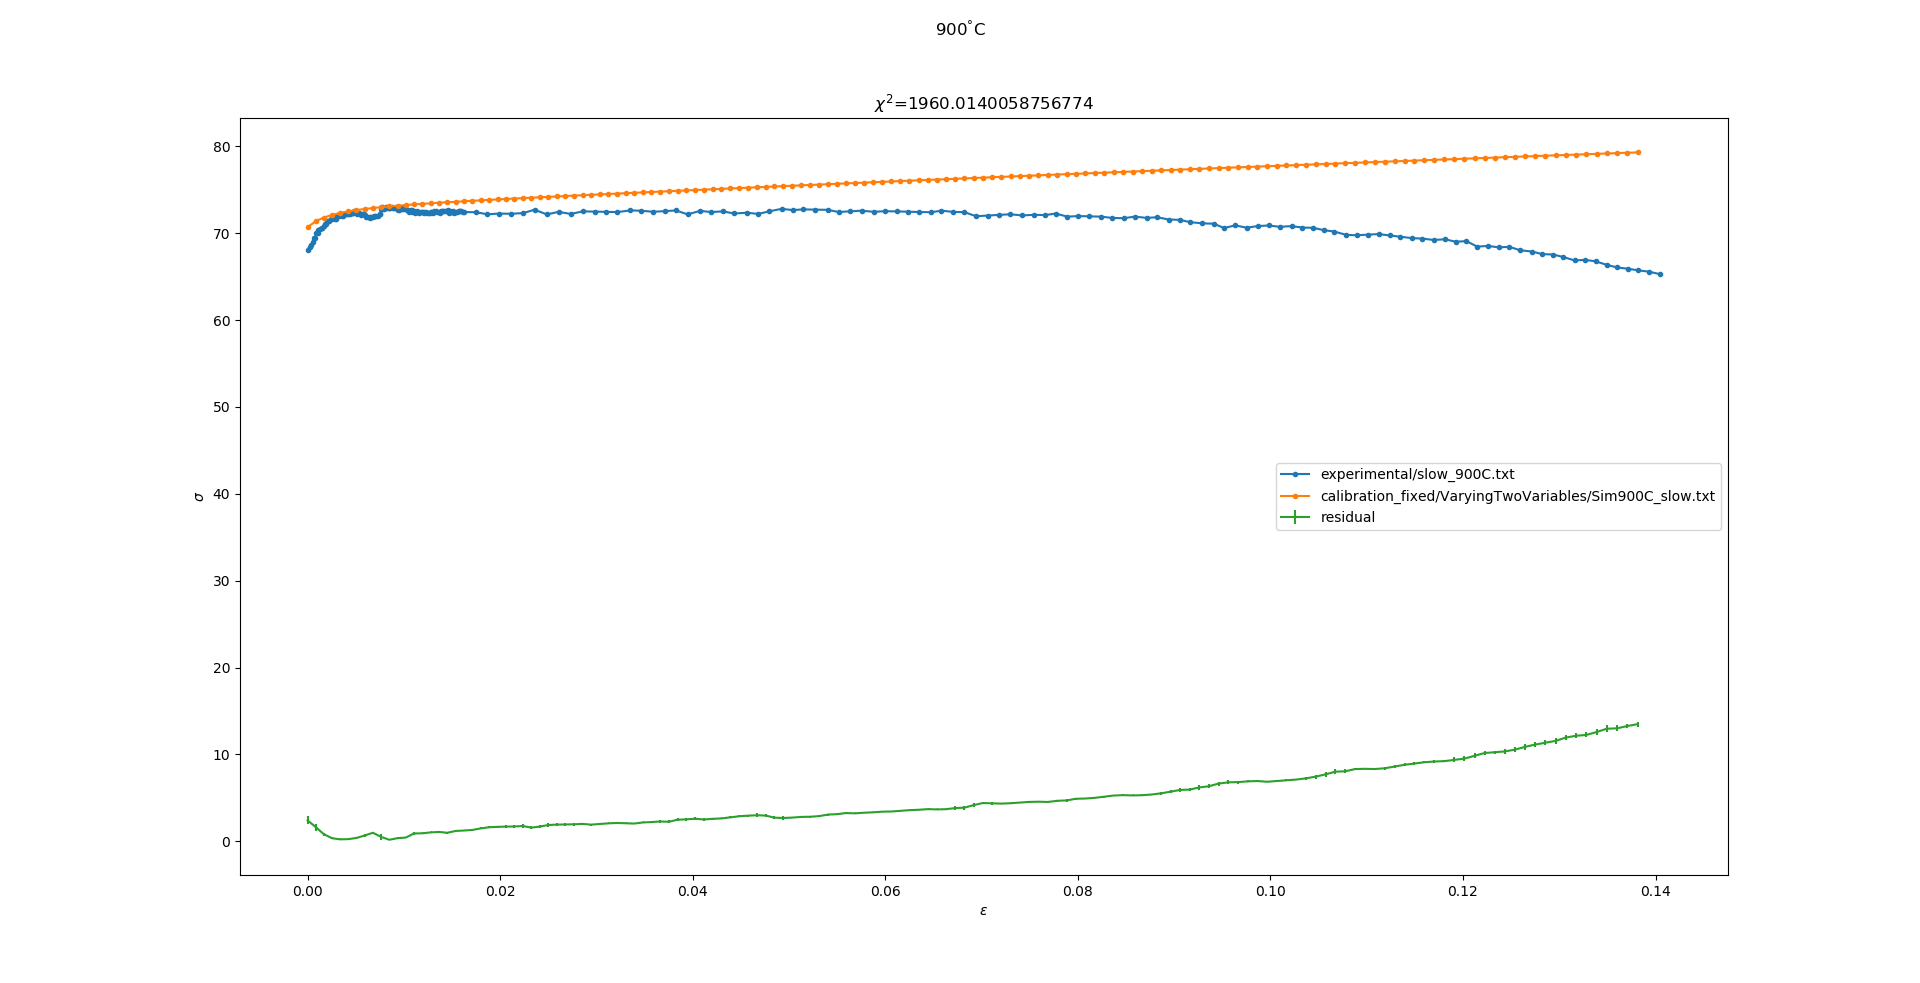 900°C
χ²=1960.0140058756774
80
70
60
50
40
30
20
10
0
σ
experimental/slow_900C.txt
calibration_fixed/VaryingTwoVariables/Sim900C_slow.txt
residual
0.00 0.02 0.04 0.06 0.08 0.10 0.12 0.14
ε